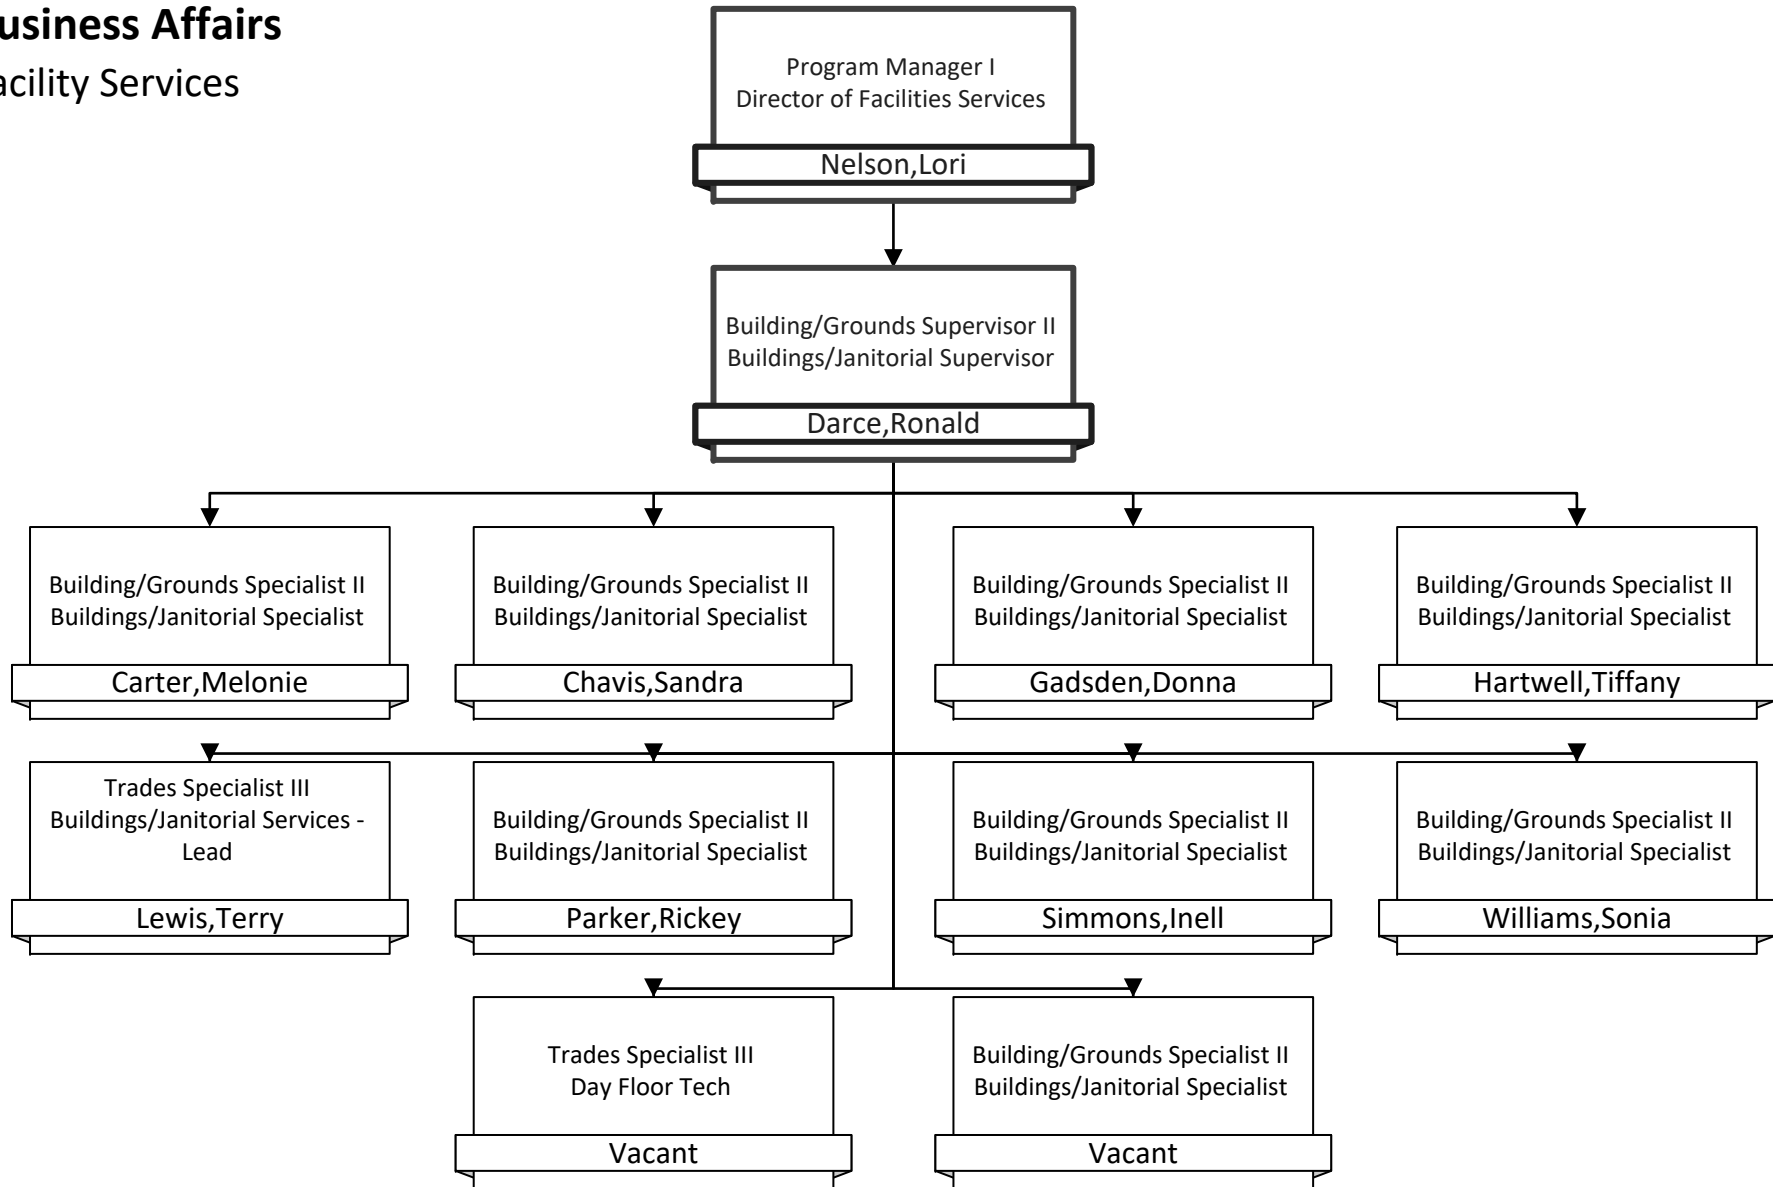 usiness Affairs
acility Services
Program Manager I
Director of Facilities Services
Nelson,Lori
Building/Grounds Supervisor II
Buildings/Janitorial Supervisor
Darce,Ronald
Building/Grounds Specialist II
Buildings/Janitorial Specialist
Carter,Melonie
Building/Grounds Specialist II
Buildings/Janitorial Specialist
Chavis,Sandra
Building/Grounds Specialist II
Buildings/Janitorial Specialist
Gadsden,Donna
Building/Grounds Specialist II
Buildings/Janitorial Specialist
Hartwell,Tiffany
Trades Specialist III
Buildings/Janitorial Services -
Lead
Lewis,Terry
Building/Grounds Specialist II
Buildings/Janitorial Specialist
Parker,Rickey
Building/Grounds Specialist II
Buildings/Janitorial Specialist
Simmons,Inell
Building/Grounds Specialist II
Buildings/Janitorial Specialist
Williams,Sonia
Trades Specialist III
Day Floor Tech
Vacant
Building/Grounds Specialist II
Buildings/Janitorial Specialist
Vacant